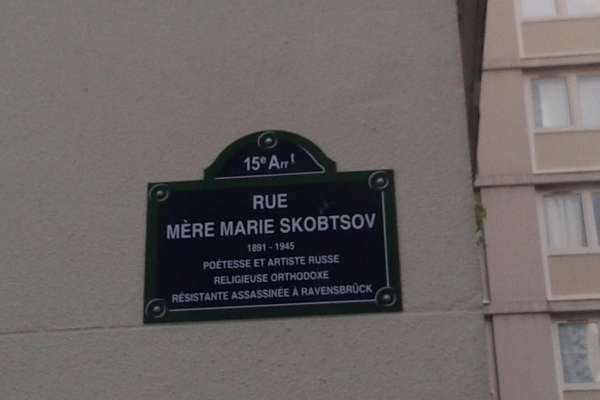 15e Arrt
RUE
MÈRE MARIE SKOBTSOV
1891 - 1945
POÉTESSE ET ARTISTE RUSSE
RELIGIEUSE ORTHODOXE
RÉSISTANTE ASSASSINÉE À RAVENSBRÜCK